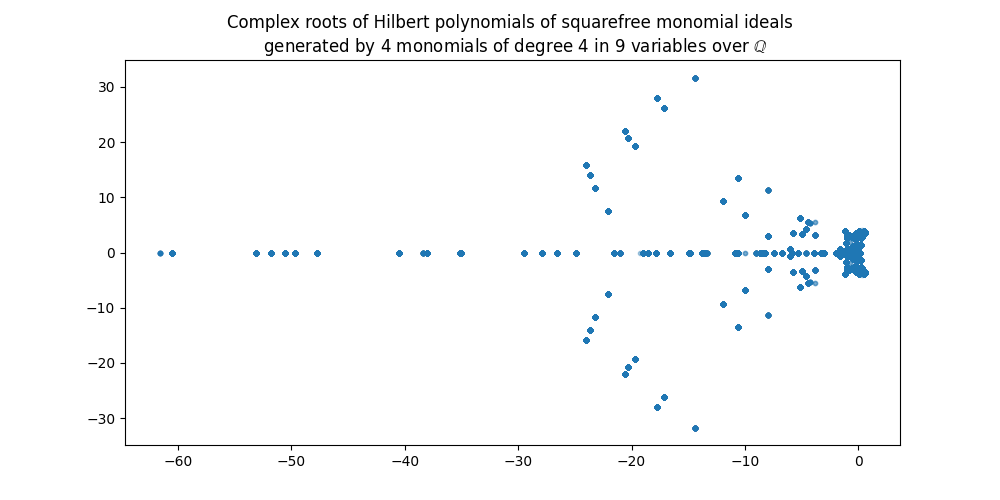 Complex roots of Hilbert polynomials of squarefree monomial ideals
generated by 4 monomials of degree 4 in 9 variables over ℚ
30
20
10
0
−10
−20
−30
−60 −50 −40 −30 −20 −10 0